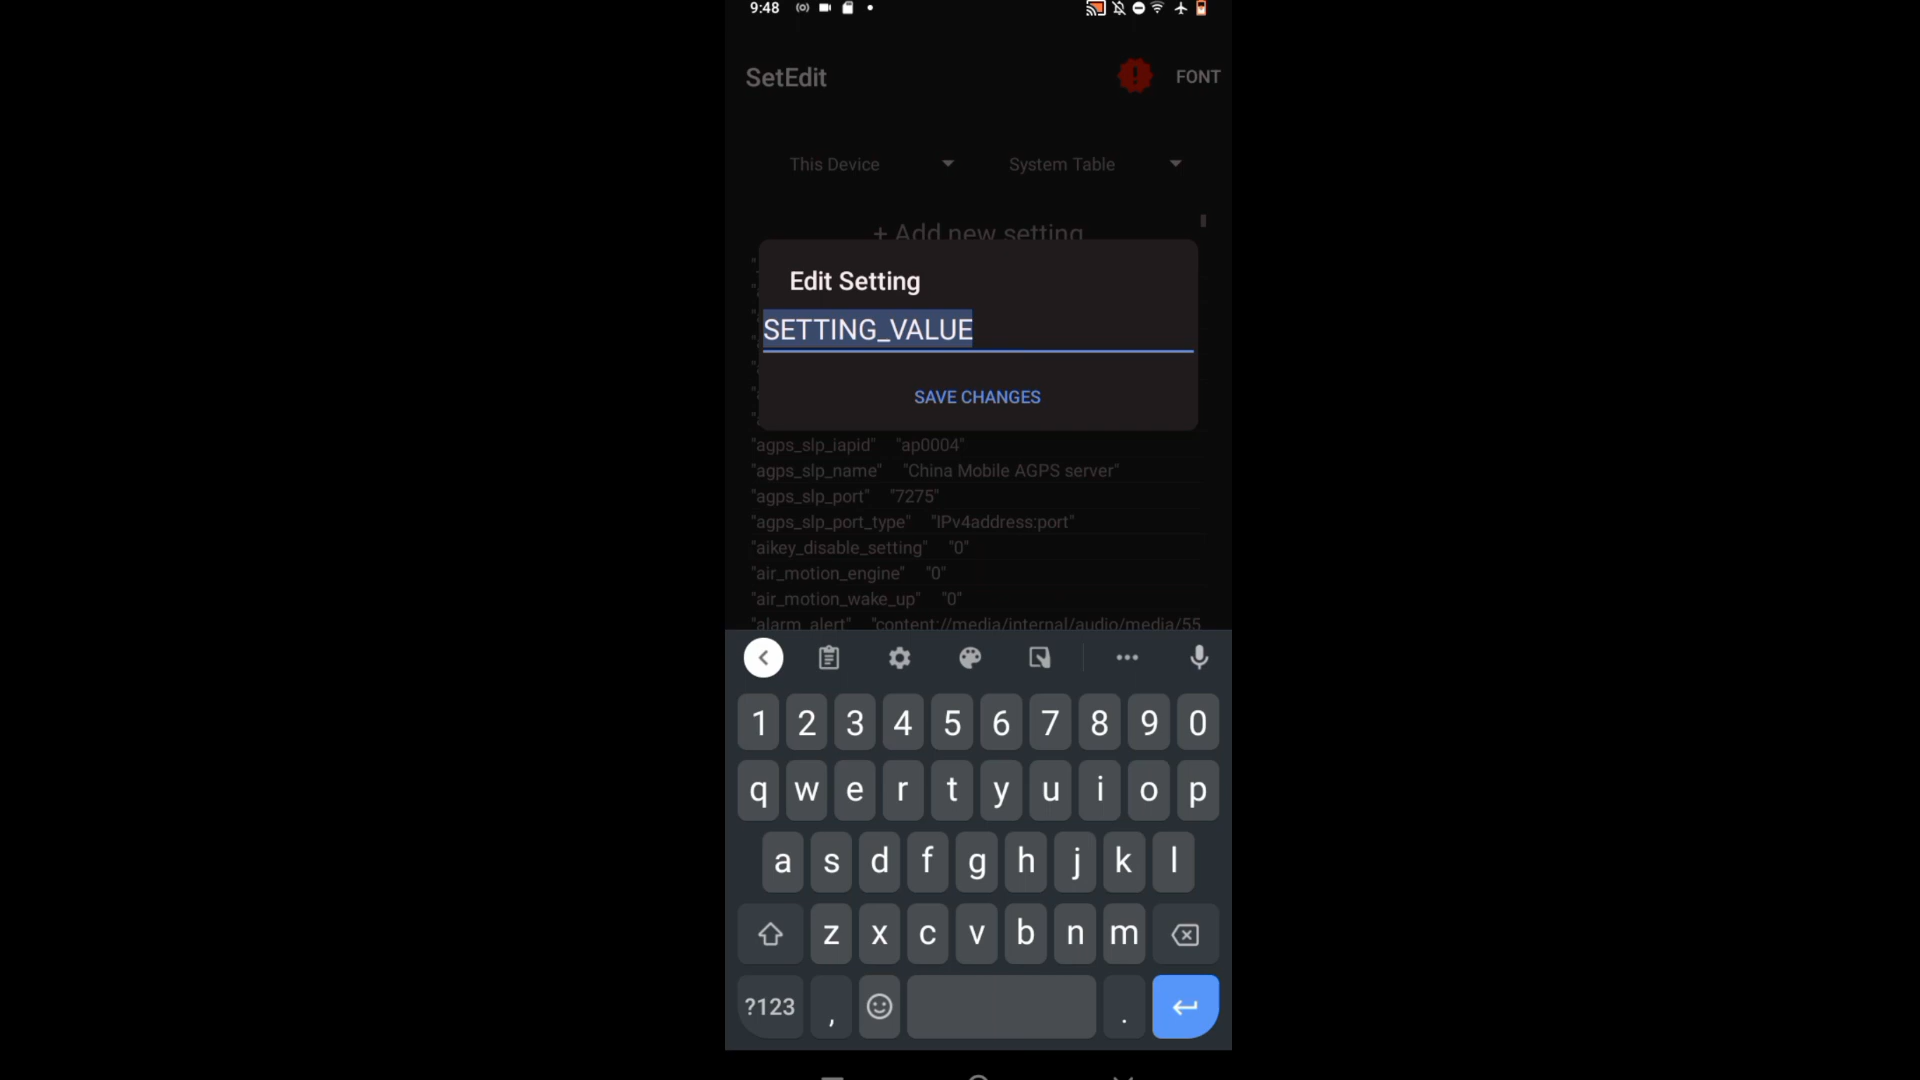 9:48
SetEdit
FONT
This Device
System Table
+ Add new setting
Edit Setting
SETTING_VALUE
SAVE CHANGES
"agps_slp_iapid" "ap0004"
"agps_slp_name" "China Mobile AGPS server"
"agps_slp_port" "7275"
"agps_slp_port_type" "IPv4address:port"
"aikey_disable_setting" "0"
"air_motion_engine" "0"
"air_motion_wake_up" "0"
"alarm_alert" "content://media/internal/audio/media/55
1 2 3 4 5 6 7 8 9 0
q w e r t y u i o p
a s d f g h j k l
z x c v b n m
?123 , .